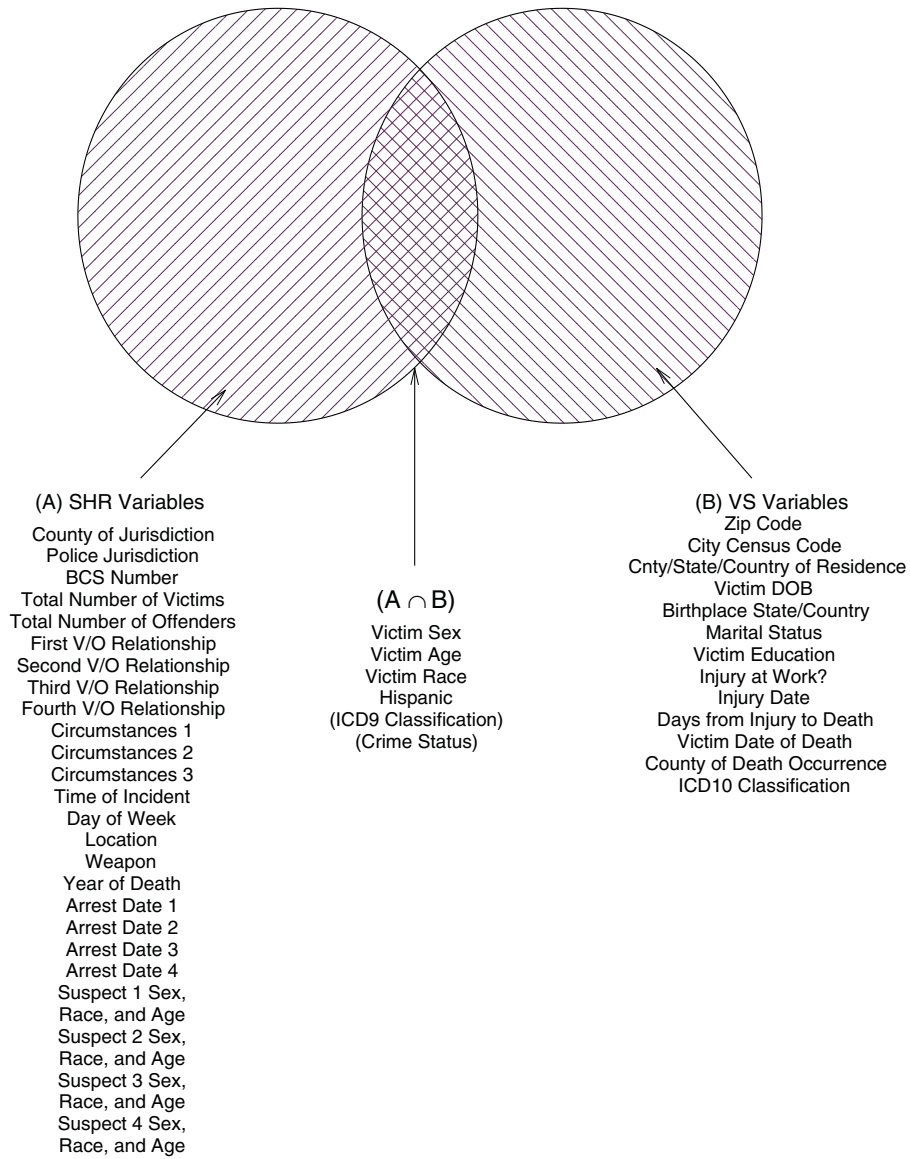 (A) SHR Variables
County of Jurisdiction
Police Jurisdiction
BCS Number
Total Number of Victims
Total Number of Offenders
First V/O Relationship
Second V/O Relationship
Third V/O Relationship
Fourth V/O Relationship
Circumstances 1
Circumstances 2
Circumstances 3
Time of Incident
Day of Week
Location
Weapon
Year of Death
Arrest Date 1
Arrest Date 2
Arrest Date 3
Arrest Date 4
Suspect 1 Sex,
Race, and Age
Suspect 2 Sex,
Race, and Age
Suspect 3 Sex,
Race, and Age
Suspect 4 Sex,
Race, and Age
(A ∩ B)
Victim Sex
Victim Age
Victim Race
Hispanic
(ICD9 Classification)
(Crime Status)
(B) VS Variables
Zip Code
City Census Code
Cnty/State/Country of Residence
Victim DOB
Birthplace State/Country
Marital Status
Victim Education
Injury at Work?
Injury Date
Days from Injury to Death
Victim Date of Death
County of Death Occurrence
ICD10 Classification